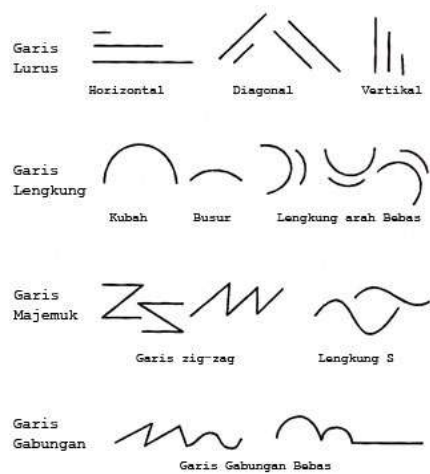 Garis
Lurus
Horizontal
Diagonal
Vertikal
Garis
Lengkung
Kubah
Busur
Lengkung arah Bebas
Garis
Majemuk
Garis zig-zag
Lengkung S
Garis
Gabungan
Garis Gabungan Bebas